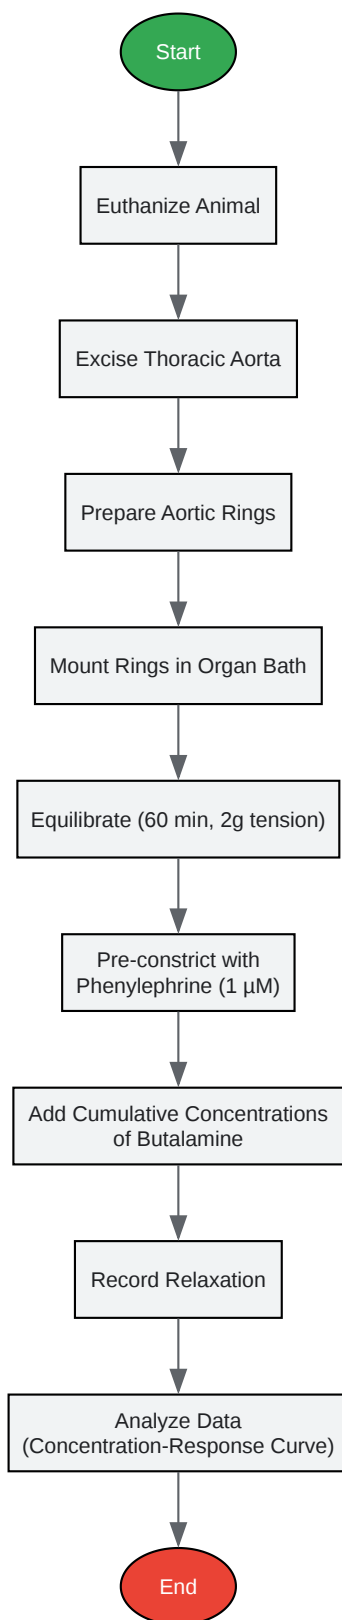 Start
Euthanize Animal
Excise Thoracic Aorta
Prepare Aortic Rings
Mount Rings in Organ Bath
Equilibrate (60 min, 2g tension)
Pre-constrict with
Phenylephrine (1 µM)
Add Cumulative Concentrations
of Butalamine
Record Relaxation
Analyze Data
(Concentration-Response Curve)
End